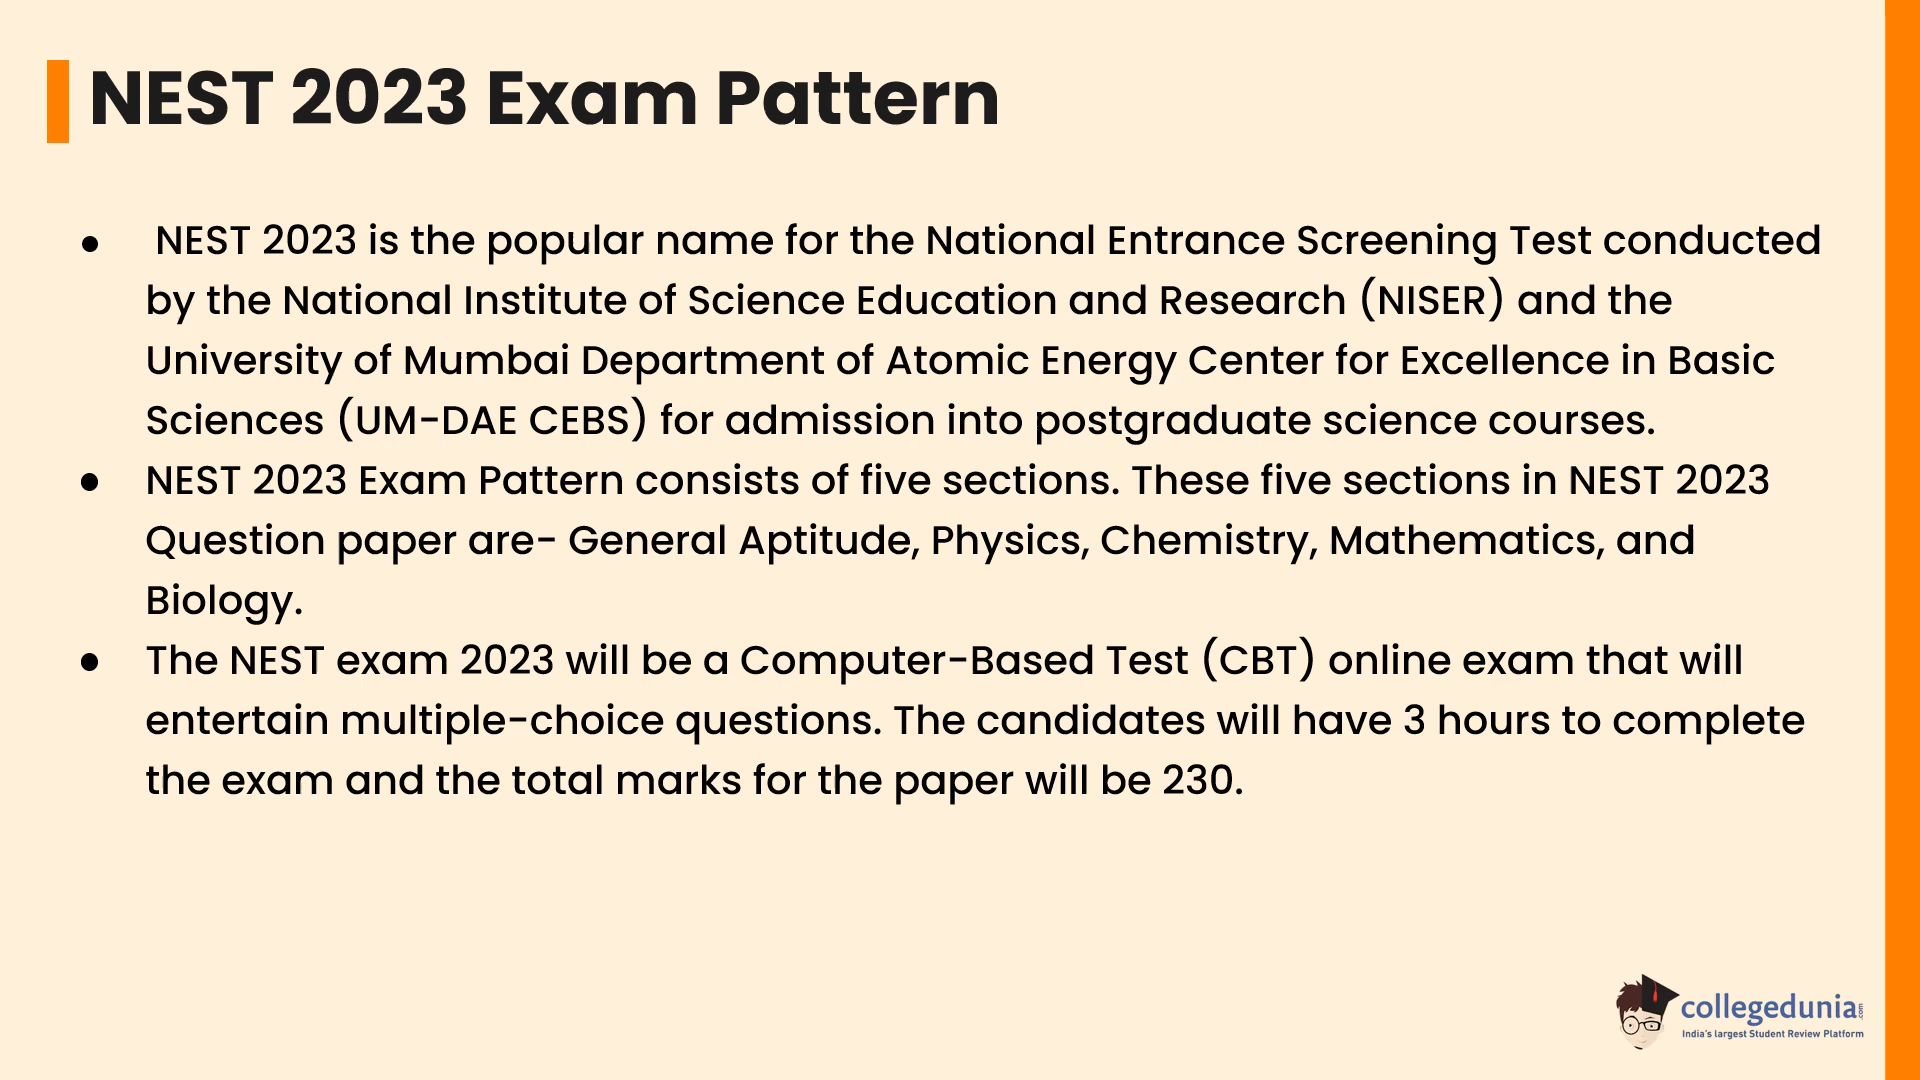 NEST 2023 Exam Pattern
● NEST 2023 is the popular name for the National Entrance Screening Test conducted
by the National Institute of Science Education and Research (NISER) and the
University of Mumbai Department of Atomic Energy Center for Excellence in Basic
Sciences (UM-DAE CEBS) for admission into postgraduate science courses.
● NEST 2023 Exam Pattern consists of five sections. These five sections in NEST 2023
Question paper are- General Aptitude, Physics, Chemistry, Mathematics, and
Biology.
● The NEST exam 2023 will be a Computer-Based Test (CBT) online exam that will
entertain multiple-choice questions. The candidates will have 3 hours to complete
the exam and the total marks for the paper will be 230.
collegedunia.com
India's largest Student Review Platform